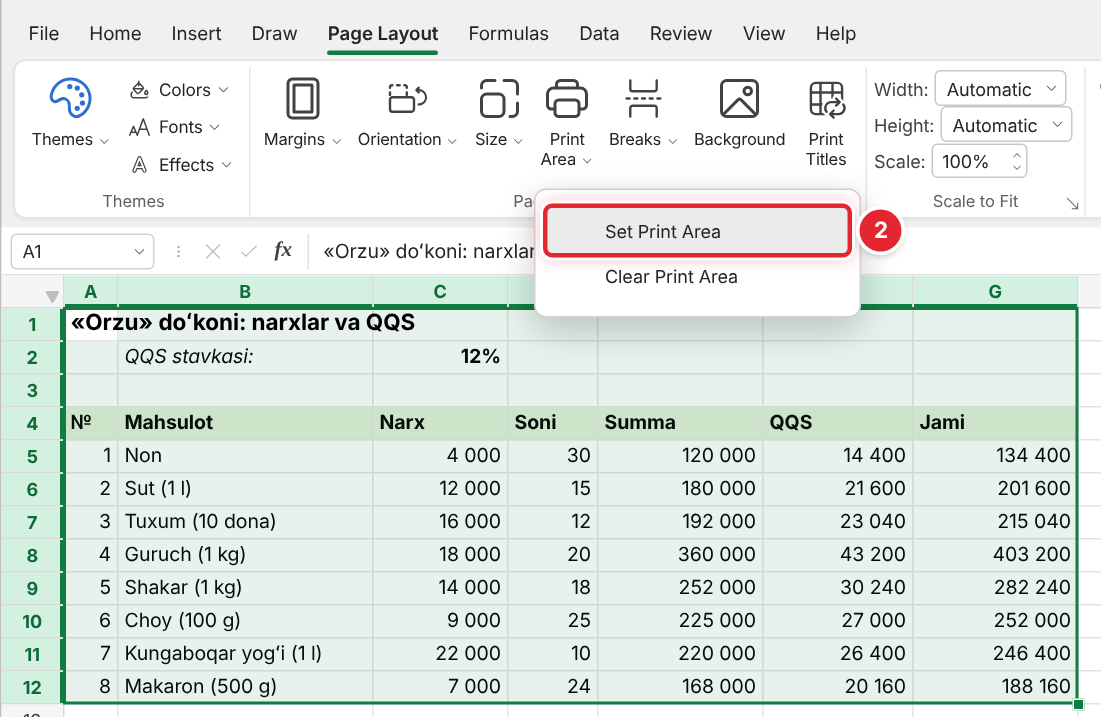 File Home Insert Draw Page Layout Formulas Data Review View Help
Themes Colors Fonts Effects
Themes
Margins Orientation Size Print Area Breaks Background Print Titles
Width: Automatic
Height: Automatic
Scale: 100%
Scale to Fit
Set Print Area
2
Clear Print Area
A1 fx «Orzu» doʻkoni: narxlar
A B C G
1 «Orzu» doʻkoni: narxlar va QQS
2 QQS stavkasi: 12%
3
4 № Mahsulot Narx Soni Summa QQS Jami
5 1 Non 4 000 30 120 000 14 400 134 400
6 2 Sut (1 l) 12 000 15 180 000 21 600 201 600
7 3 Tuxum (10 dona) 16 000 12 192 000 23 040 215 040
8 4 Guruch (1 kg) 18 000 20 360 000 43 200 403 200
9 5 Shakar (1 kg) 14 000 18 252 000 30 240 282 240
10 6 Choy (100 g) 9 000 25 225 000 27 000 252 000
11 7 Kungaboqar yogʻi (1 l) 22 000 10 220 000 26 400 246 400
12 8 Makaron (500 g) 7 000 24 168 000 20 160 188 160